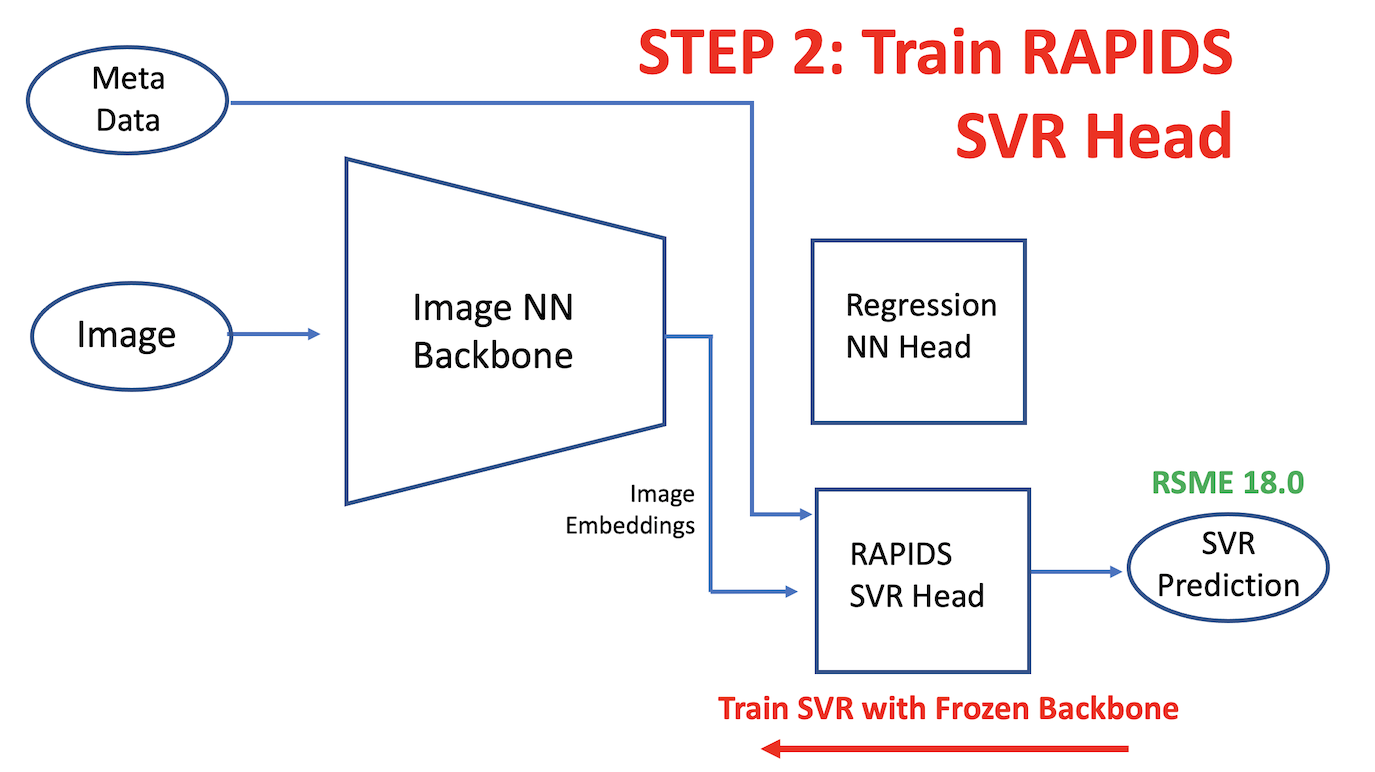 STEP 2: Train RAPIDS
SVR Head
Meta
Data
Image
Image NN
Backbone
Regression
NN Head
Image
Embeddings
RAPIDS
SVR Head
RSME 18.0
SVR
Prediction
Train SVR with Frozen Backbone